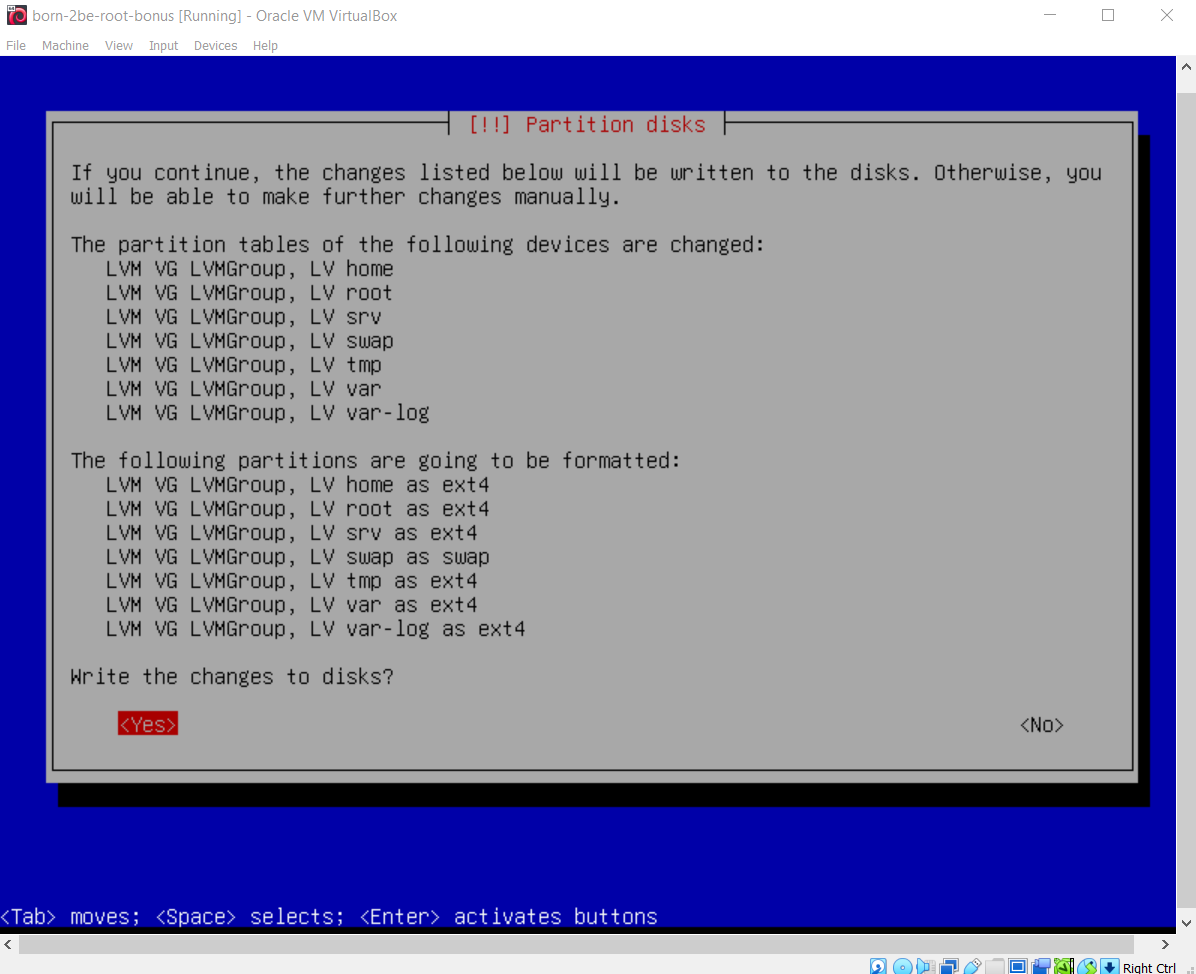 born-2be-root-bonus [Running] - Oracle VM VirtualBox
File Machine View Input Devices Help
[!!] Partition disks
If you continue, the changes listed below will be written to the disks. Otherwise, you
will be able to make further changes manually.
The partition tables of the following devices are changed:
LVM VG LVMGroup, LV home
LVM VG LVMGroup, LV root
LVM VG LVMGroup, LV srv
LVM VG LVMGroup, LV swap
LVM VG LVMGroup, LV tmp
LVM VG LVMGroup, LV var
LVM VG LVMGroup, LV var-log
The following partitions are going to be formatted:
LVM VG LVMGroup, LV home as ext4
LVM VG LVMGroup, LV root as ext4
LVM VG LVMGroup, LV srv as ext4
LVM VG LVMGroup, LV swap as swap
LVM VG LVMGroup, LV tmp as ext4
LVM VG LVMGroup, LV var as ext4
LVM VG LVMGroup, LV var-log as ext4
Write the changes to disks?
<Yes> <No>
<Tab> moves; <Space> selects; <Enter> activates buttons
Right Ctrl